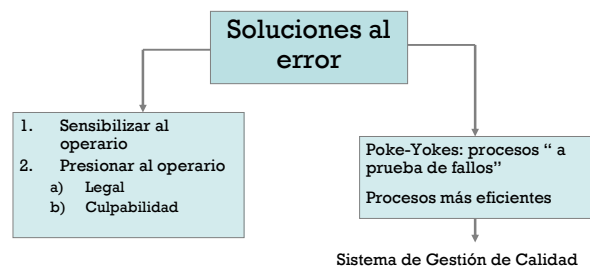 Soluciones al
error
1. Sensibilizar al
operario
2. Presionar al operario
a) Legal
b) Culpabilidad
Poke-Yokes: procesos “ a
prueba de fallos”
Procesos más eficientes
Sistema de Gestión de Calidad